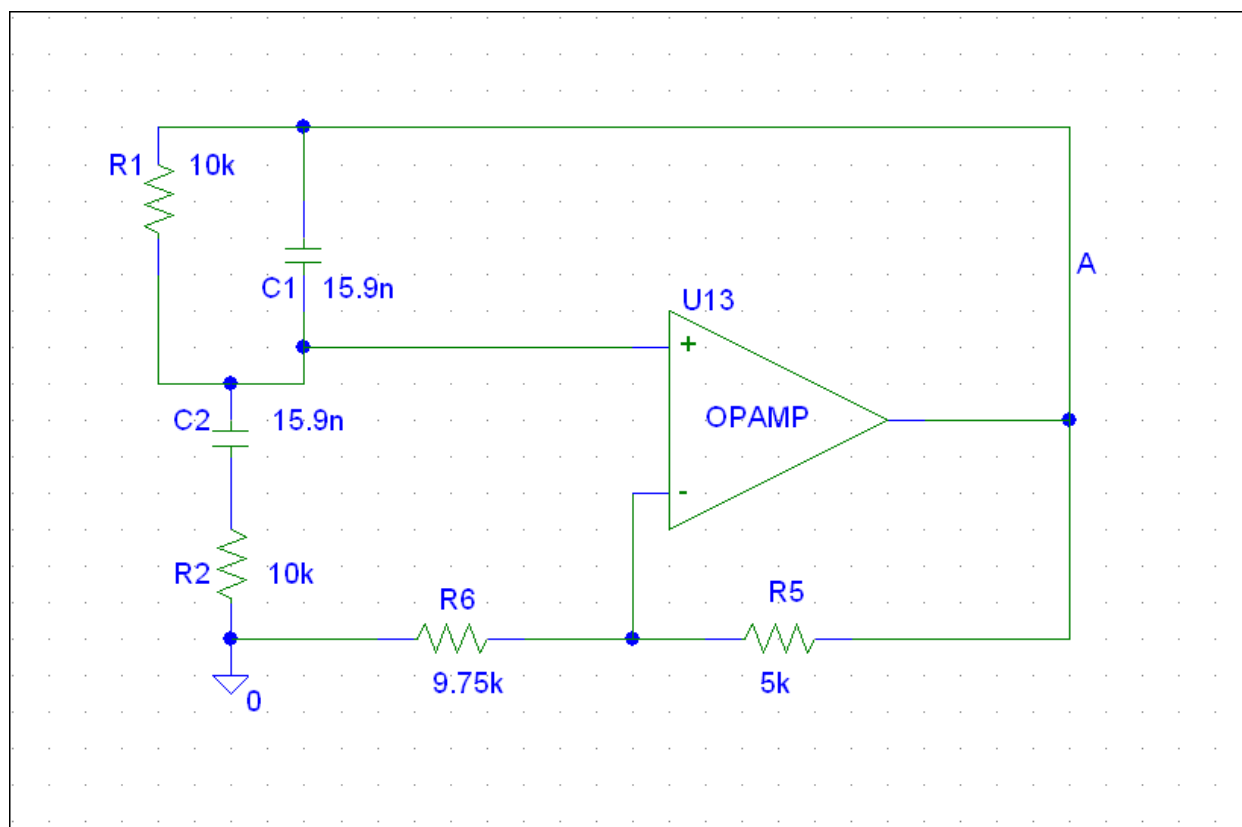 R1 10k
A
C1 15.9n
U13
+
C2 15.9n
OPAMP
-
R2 10k
R6
R5
9.75k
5k
0